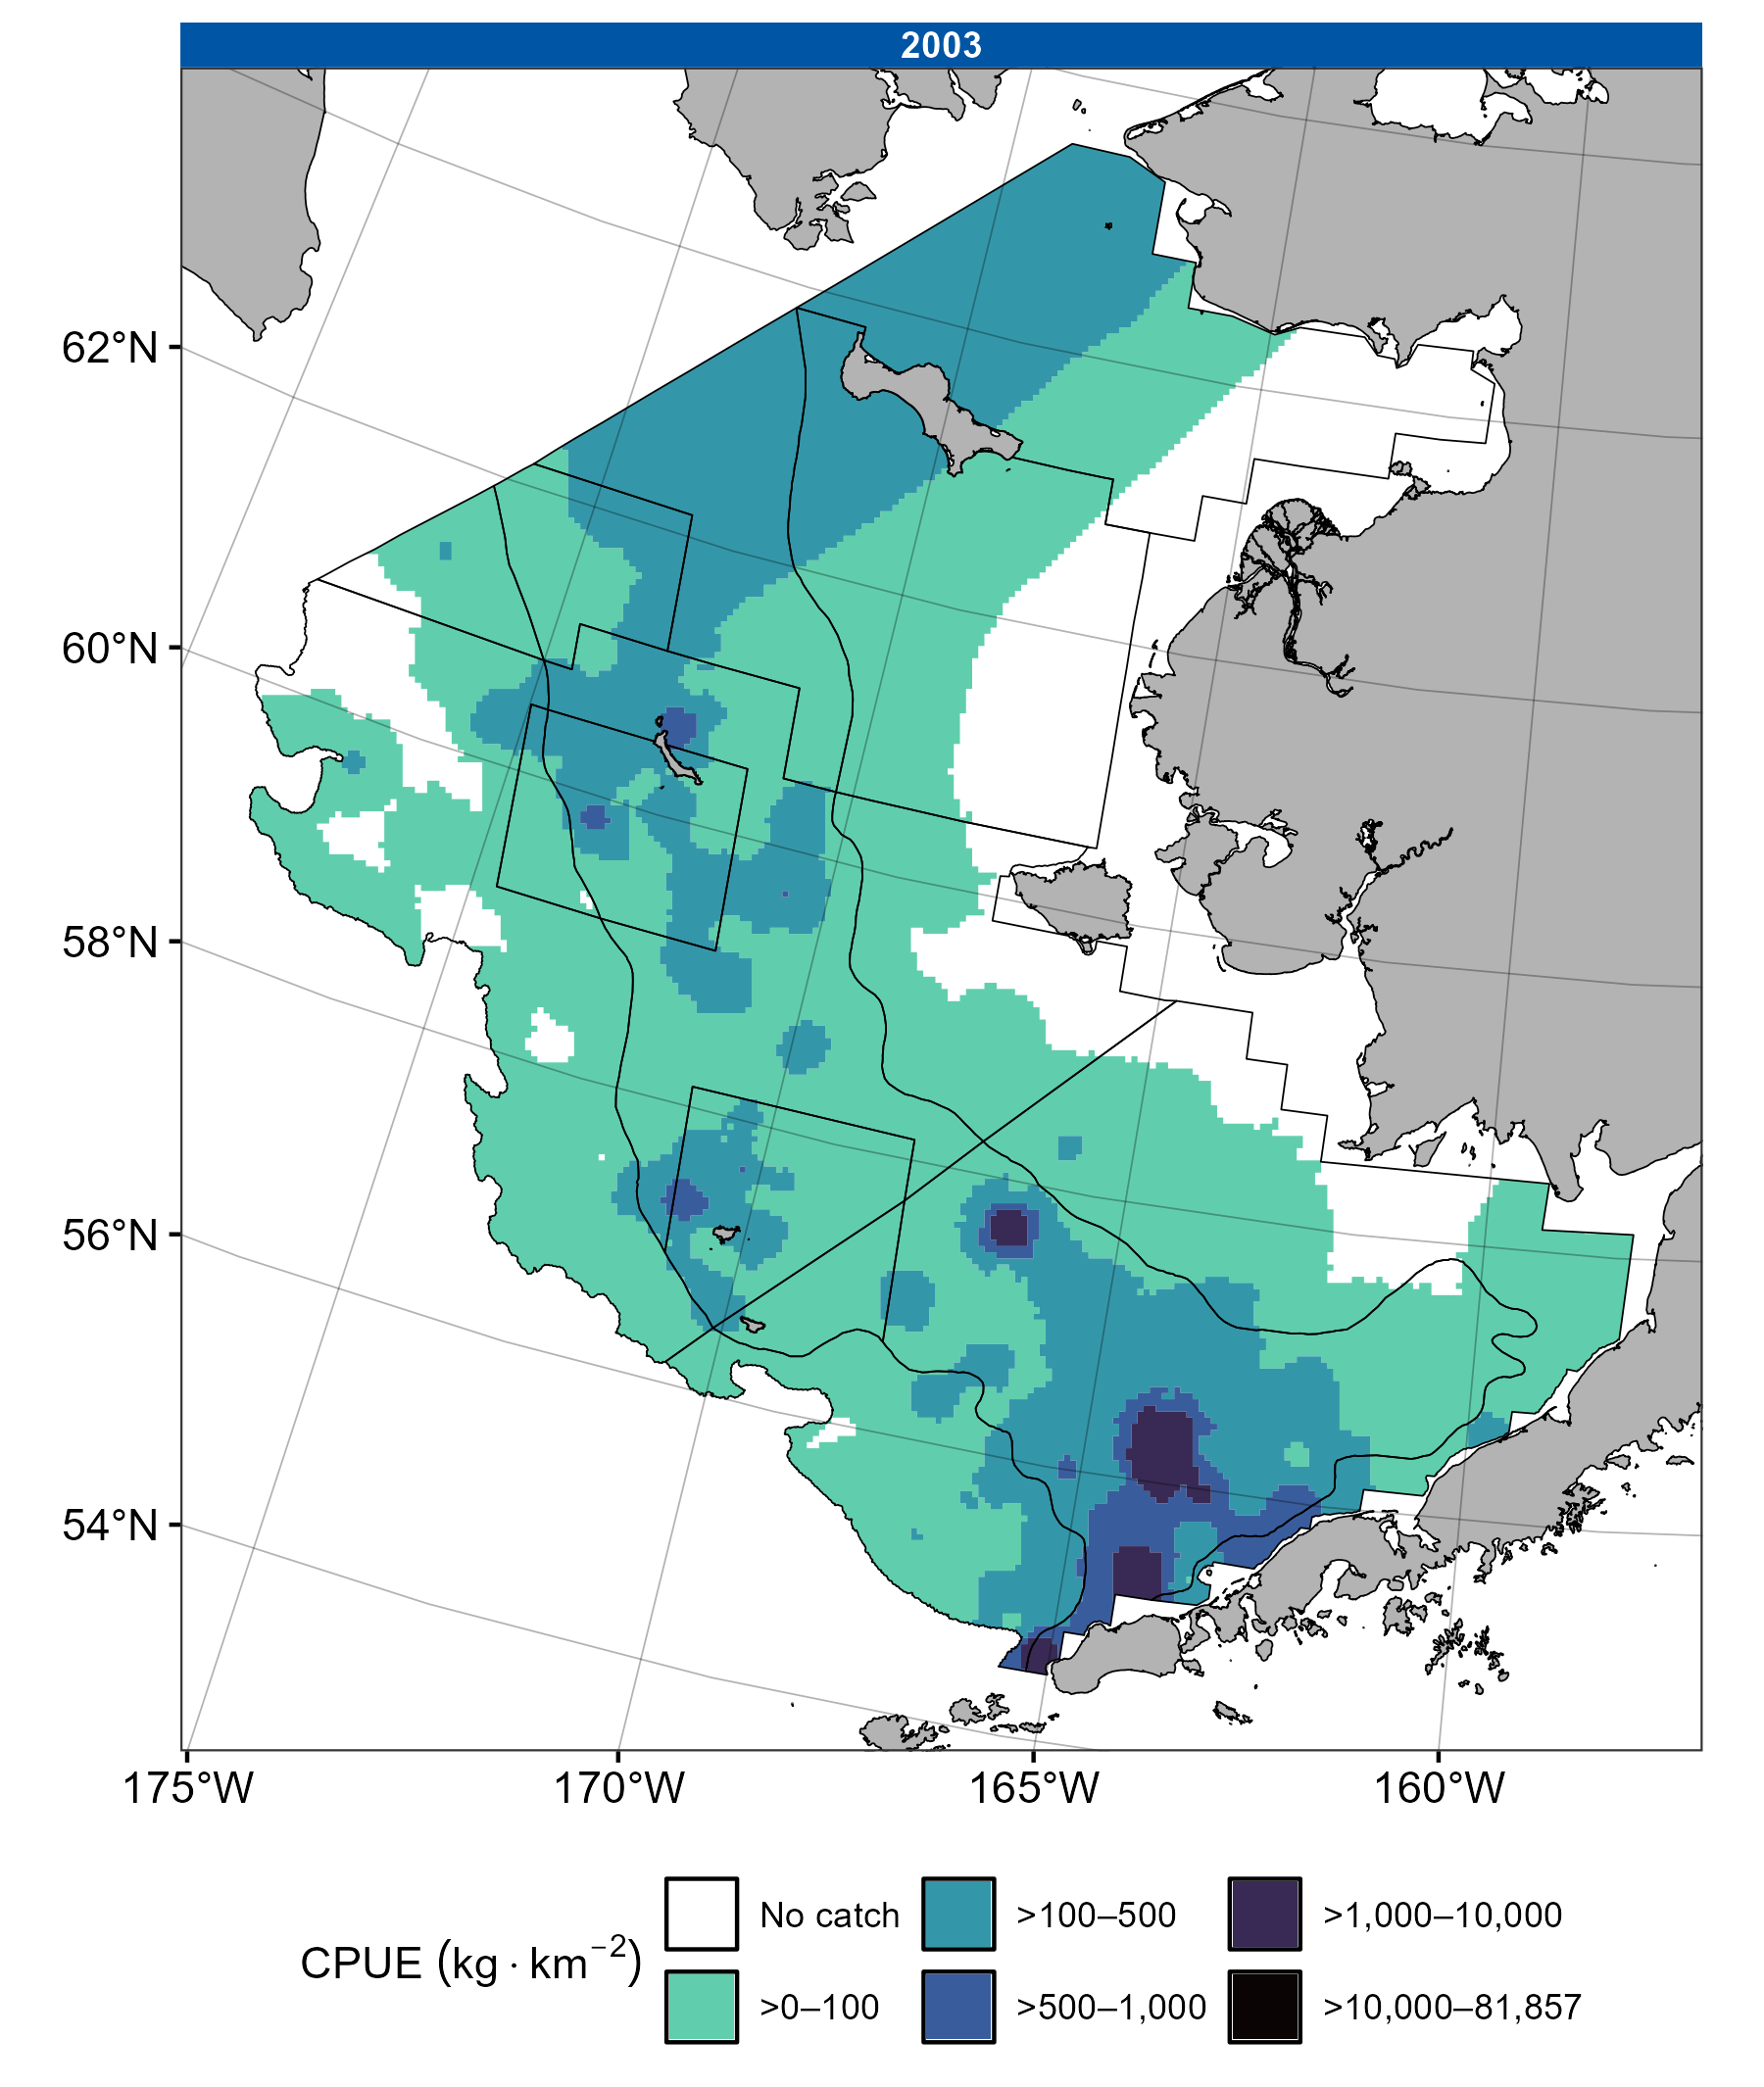 2003
62°N
60°N
58°N
56°N
54°N
175°W 170°W 165°W 160°W
CPUE (kg · km⁻²)
No catch >100–500 >1,000–10,000
>0–100 >500–1,000 >10,000–81,857